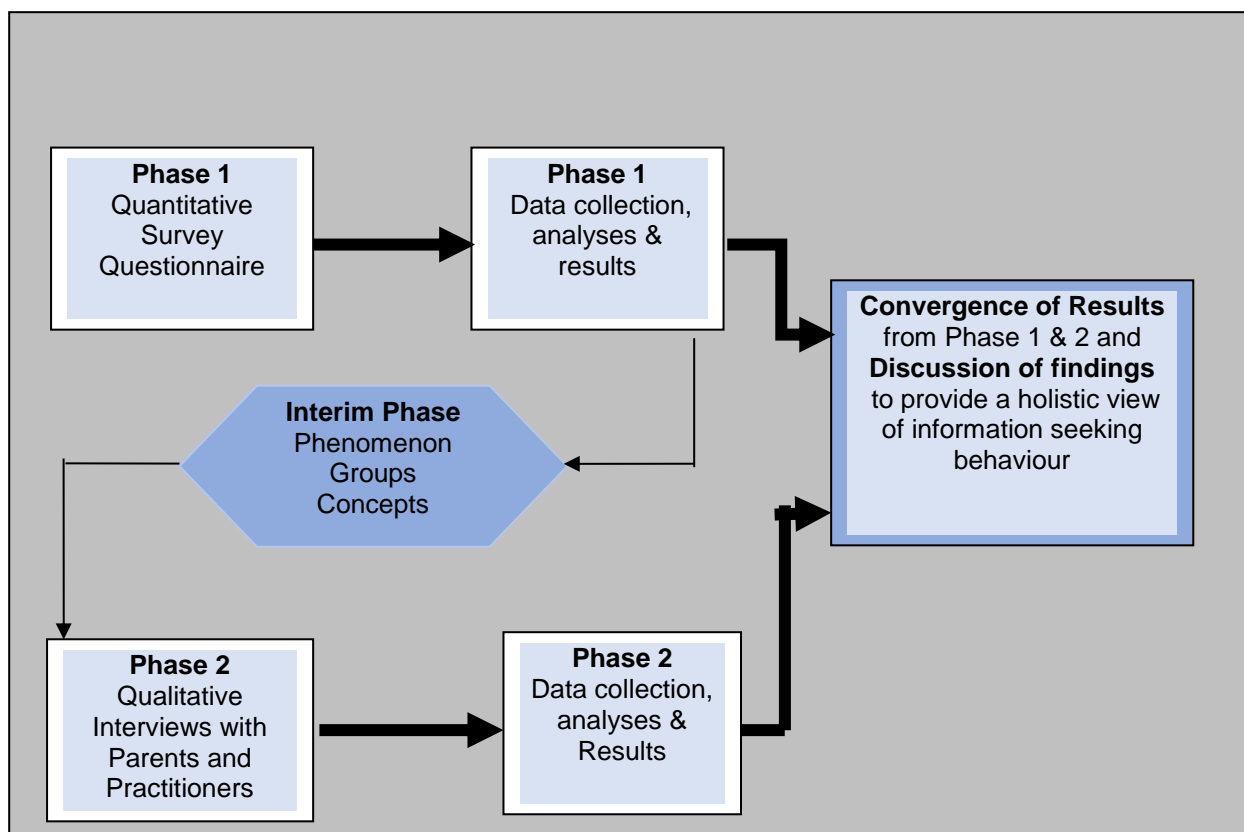 Phase 1
Quantitative
Survey
Questionnaire
Phase 1
Data collection,
analyses &
results
Convergence of Results
from Phase 1 & 2 and
Discussion of findings
to provide a holistic view
of information seeking
behaviour
Interim Phase
Phenomenon
Groups
Concepts
Phase 2
Qualitative
Interviews with
Parents and
Practitioners
Phase 2
Data collection,
analyses &
Results